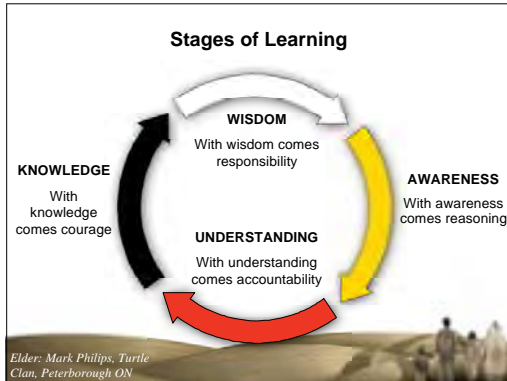 Stages of Learning
WISDOM
With wisdom comes
responsibility
KNOWLEDGE
With
knowledge
comes courage
AWARENESS
With awareness
comes reasoning
UNDERSTANDING
With understanding
comes accountability
Elder: Mark Philips, Turtle
Clan, Peterborough ON